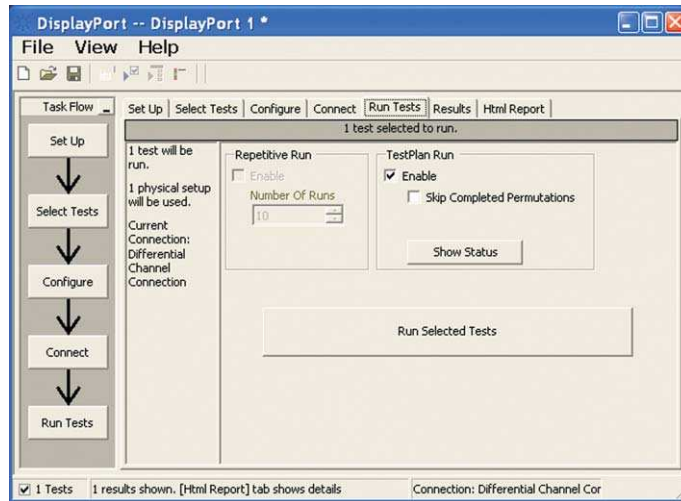 DisplayPort -- DisplayPort 1 *
File View Help
Task Flow
Set Up
Select Tests
Configure
Connect
Run Tests
Set Up Select Tests Configure Connect Run Tests Results Html Report
1 test selected to run.
1 test will be
run.
1 physical setup
will be used.
Current
Connection:
Differential
Channel
Connection
Repetitive Run
Enable
Number Of Runs
10
TestPlan Run
Enable
Skip Completed Permutations
Show Status
Run Selected Tests
1 Tests
1 results shown. [Html Report] tab shows details
Connection: Differential Channel Cor